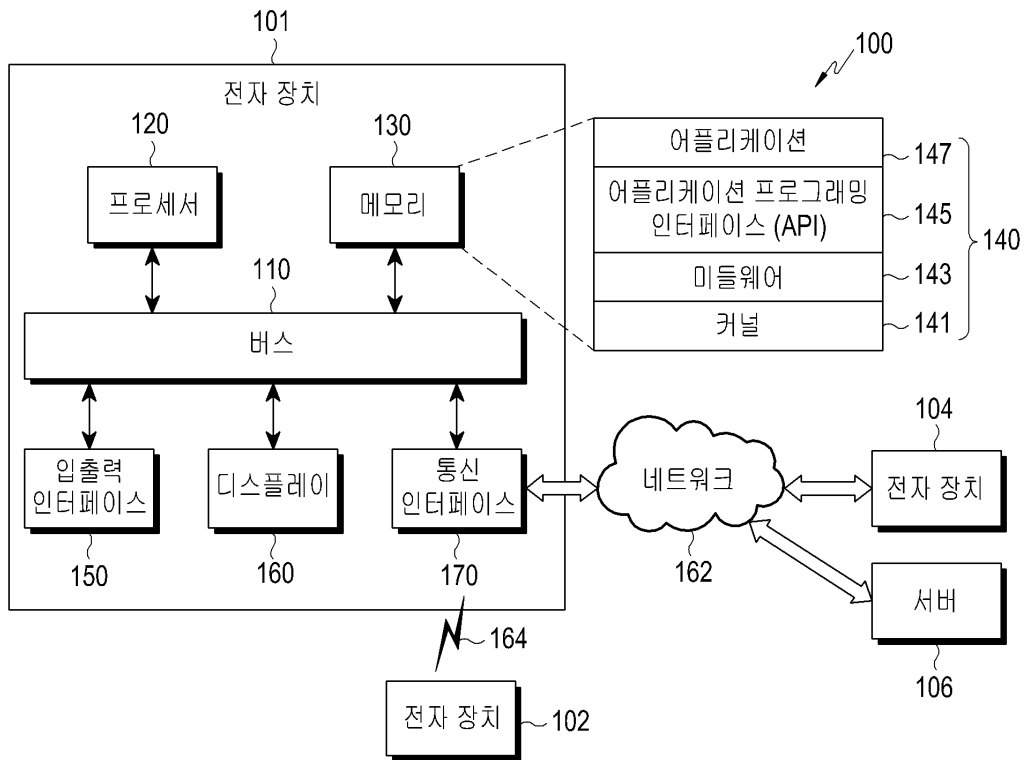 101
전자 장치
100
120
130
프로세서
메모리
어플리케이션
147
어플리케이션 프로그래밍
인터페이스 (API)
145
미들웨어
143
커널
141
140
110
버스
입출력
인터페이스
150
디스플레이
160
통신
인터페이스
170
네트워크
162
104
전자 장치
서버
106
164
전자 장치
102